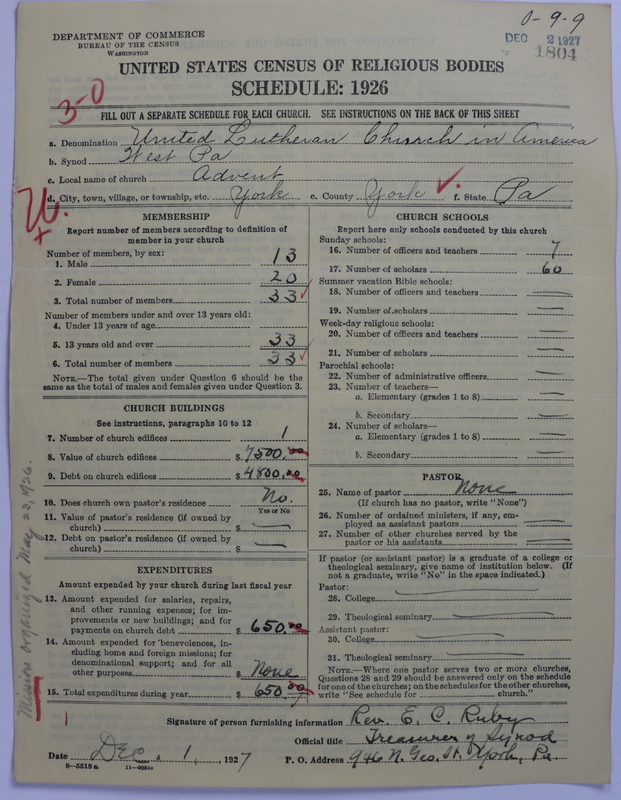 0-9-9
DEPARTMENT OF COMMERCE
BUREAU OF THE CENSUS
WASHINGTON
DEC 2 1927
1804
UNITED STATES CENSUS OF RELIGIOUS BODIES
SCHEDULE: 1926
3-0
FILL OUT A SEPARATE SCHEDULE FOR EACH CHURCH. SEE INSTRUCTIONS ON THE BACK OF THIS SHEET
a. Denomination United Lutheran Church in America
b. Synod West Pa
c. Local name of church Advent
d. City, town, village, or township, etc. York e. County York f. State Pa
MEMBERSHIP
Report number of members according to definition of
member in your church
Number of members, by sex:
1. Male 13
2. Female 20
3. Total number of members 33
Number of members under and over 13 years old:
4. Under 13 years of age
5. 13 years old and over 33
6. Total number of members 33
NOTE.—The total given under Question 6 should be the
same as the total of males and females given under Question 3.
CHURCH BUILDINGS
See instructions, paragraphs 10 to 12
7. Number of church edifices 1
8. Value of church edifices $ 7500.00
9. Debt on church edifices $ 4800.00
10. Does church own pastor's residence No.
Yes or No
11. Value of pastor's residence (if owned by
church) $ —
12. Debt on pastor's residence (if owned by
church) $ —
EXPENDITURES
Amount expended by your church during last fiscal year
13. Amount expended for salaries, repairs,
and other running expenses; for im-
provements or new buildings; and for
payments on church debt $ 650.00
14. Amount expended for benevolences, in-
cluding home and foreign missions; for
denominational support; and for all
other purposes $ None
15. Total expenditures during year $ 650.00
CHURCH SCHOOLS
Report here only schools conducted by this church
Sunday schools:
16. Number of officers and teachers 7
17. Number of scholars 60
Summer vacation Bible schools:
18. Number of officers and teachers —
19. Number of scholars —
Week-day religious schools:
20. Number of officers and teachers —
21. Number of scholars —
Parochial schools:
22. Number of administrative officers —
23. Number of teachers—
a. Elementary (grades 1 to 8) —
b. Secondary —
24. Number of scholars—
a. Elementary (grades 1 to 8) —
b. Secondary —
PASTOR
25. Name of pastor None
(If church has no pastor, write "None")
26. Number of ordained ministers, if any, em-
ployed as assistant pastors —
27. Number of other churches served by the
pastor or his assistants —
If pastor (or assistant pastor) is a graduate of a college or
theological seminary, give name of institution below. (If
not a graduate, write "No" in the space indicated.)
Pastor:
28. College —
29. Theological seminary —
Assistant pastor:
30. College —
31. Theological seminary —
NOTE.—Where one pastor serves two or more churches,
Questions 28 and 29 should be answered only on the schedule
for one of the churches; on the schedules for the other churches,
write "See schedule for church."
Mission organized May 23, 1926.
Signature of person furnishing information Rev. E. C. Ruby
Official title Treasurer of Synod
Date Dec. 1, 1927 P. O. Address 946 N. Geo. St. York, Pa.